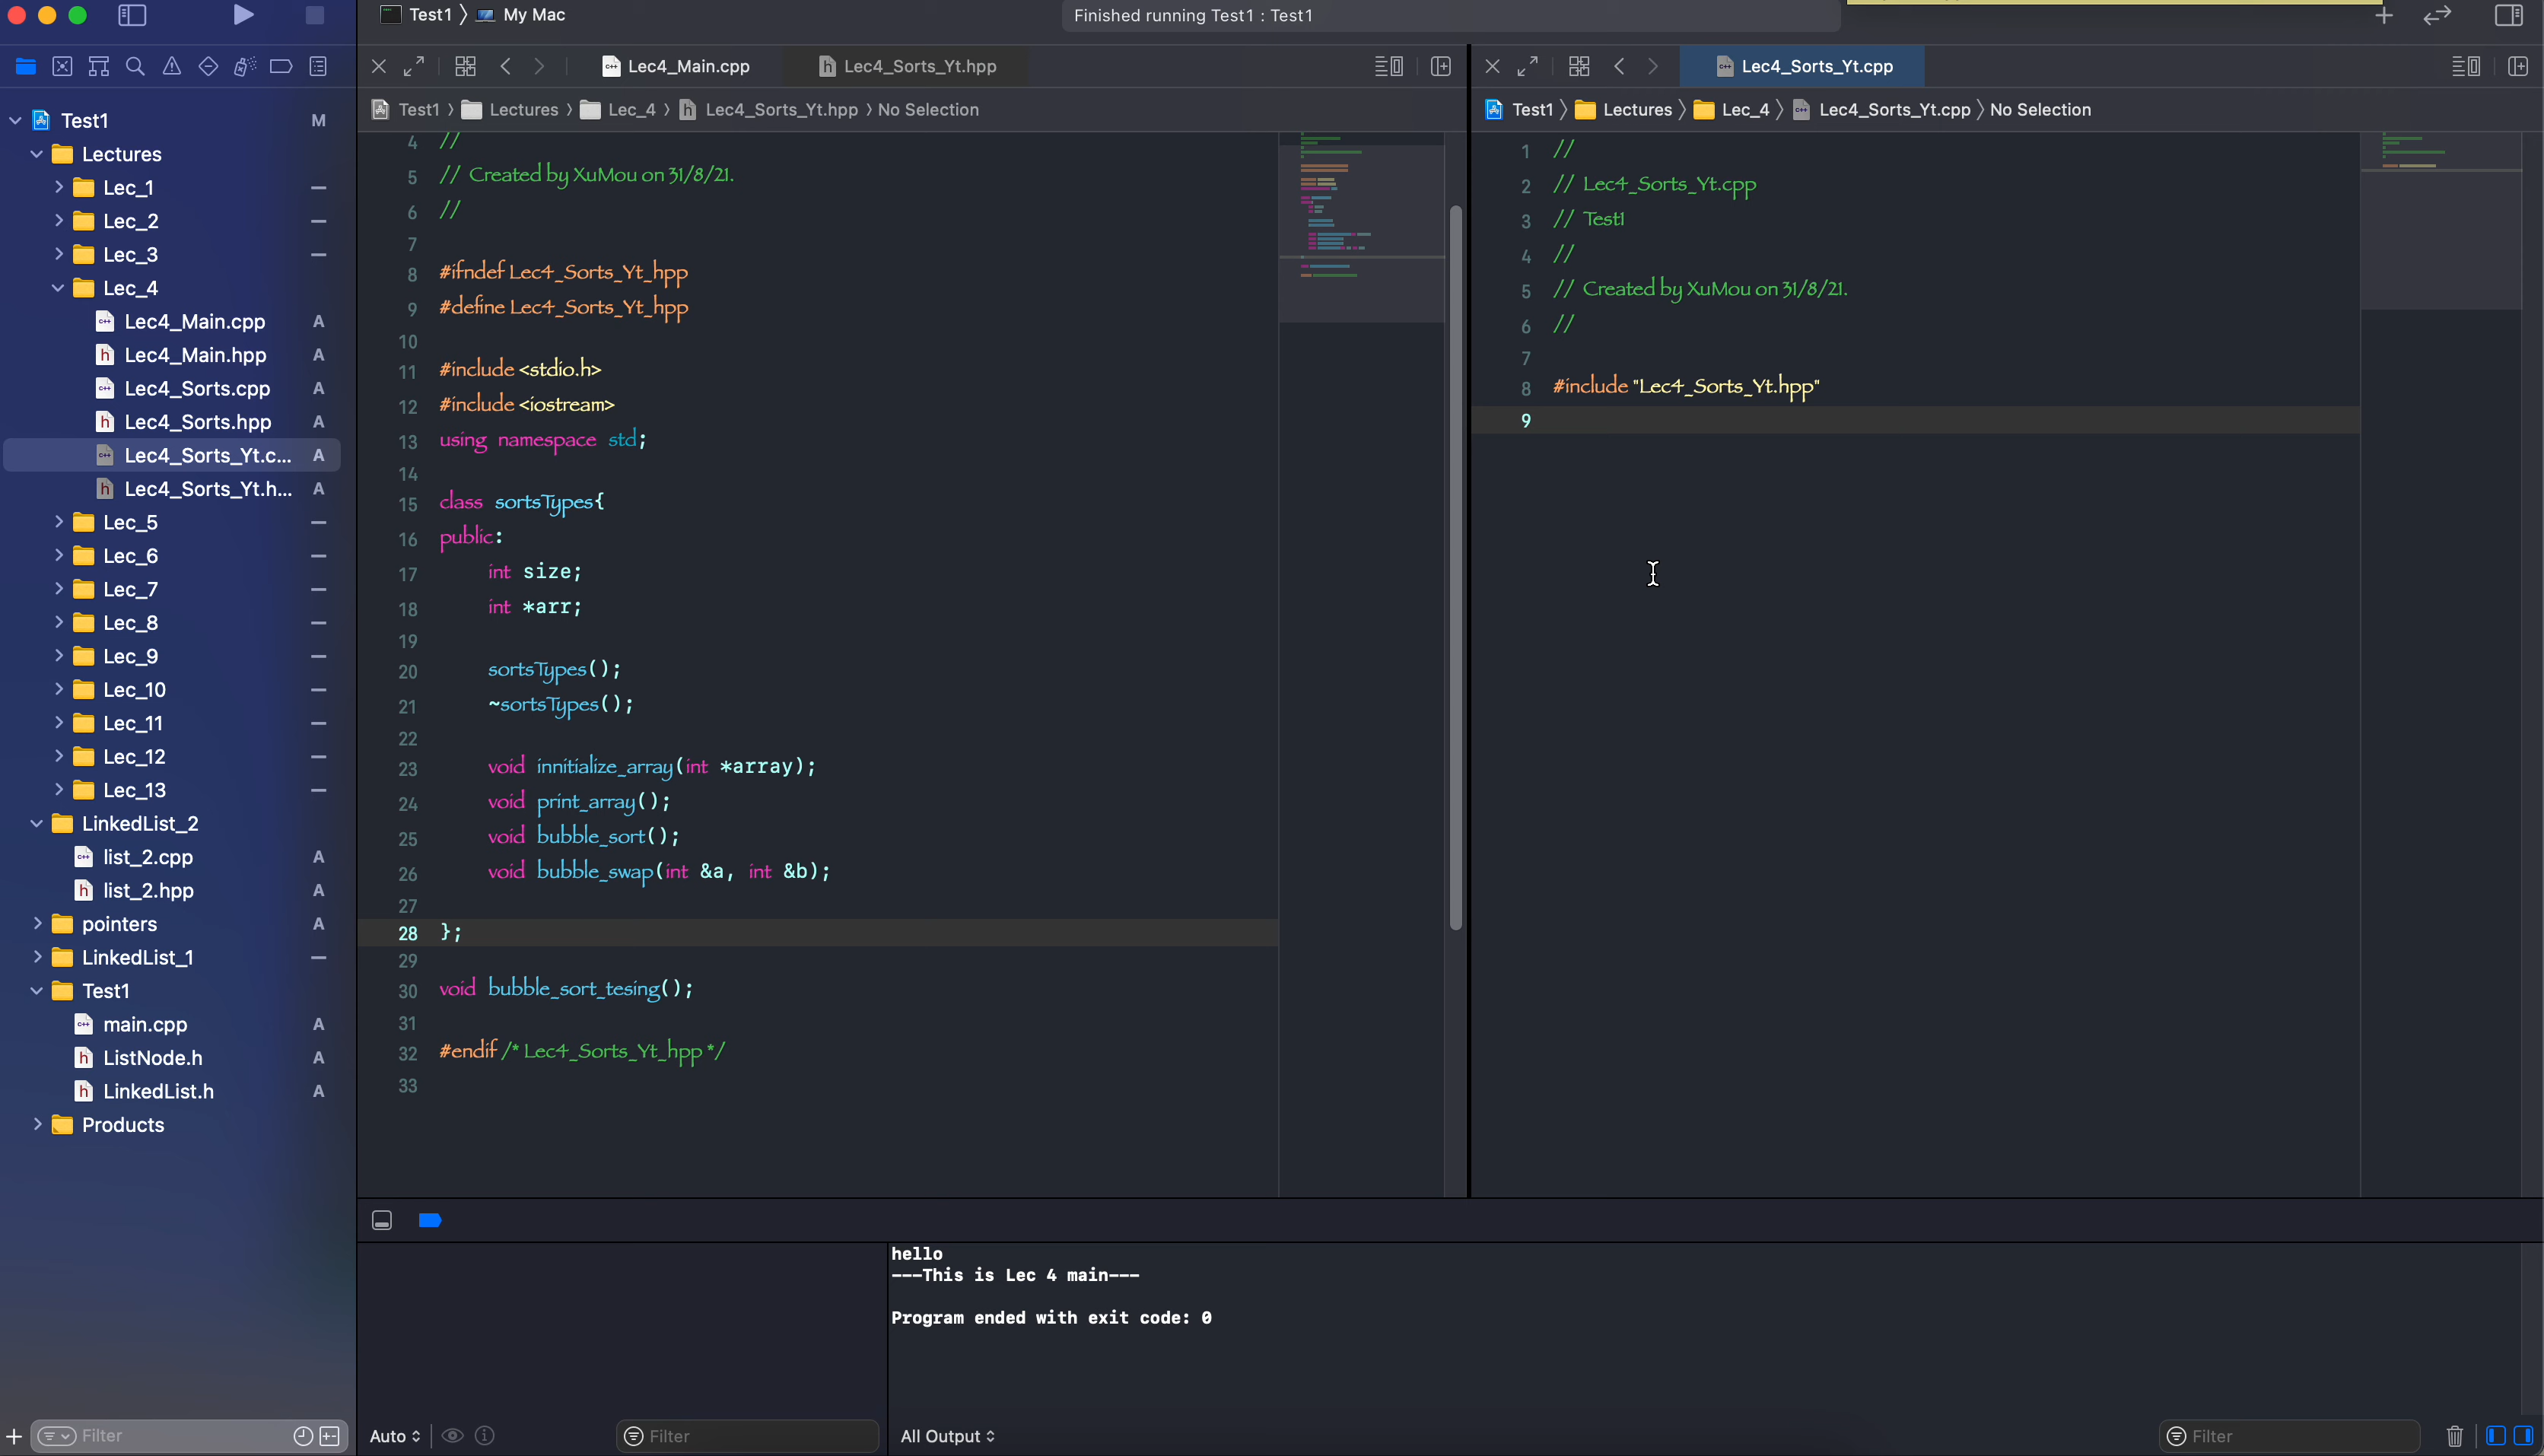 Test1 > My Mac
Finished running Test1 : Test1
Lec4_Main.cpp
Lec4_Sorts_Yt.hpp
Lec4_Sorts_Yt.cpp
Test1 > Lectures > Lec_4 > Lec4_Sorts_Yt.hpp > No Selection
Test1 > Lectures > Lec_4 > Lec4_Sorts_Yt.cpp > No Selection
Test1 M
Lectures
Lec_1
Lec_2
Lec_3
Lec_4
Lec4_Main.cpp A
Lec4_Main.hpp A
Lec4_Sorts.cpp A
Lec4_Sorts.hpp A
Lec4_Sorts_Yt.c... A
Lec4_Sorts_Yt.h... A
Lec_5
Lec_6
Lec_7
Lec_8
Lec_9
Lec_10
Lec_11
Lec_12
Lec_13
LinkedList_2
list_2.cpp A
list_2.hpp A
pointers A
LinkedList_1
Test1
main.cpp A
ListNode.h A
LinkedList.h A
Products
Filter
4 //
5 // Created by XuMou on 31/8/21.
6 //
7
8 #ifndef Lec4_Sorts_Yt_hpp
9 #define Lec4_Sorts_Yt_hpp
10
11 #include <stdio.h>
12 #include <iostream>
13 using namespace std;
14
15 class sortsTypes{
16 public:
17 int size;
18 int *arr;
19
20 sortsTypes();
21 ~sortsTypes();
22
23 void innitialize_array(int *array);
24 void print_array();
25 void bubble_sort();
26 void bubble_swap(int &a, int &b);
27
28 };
29
30 void bubble_sort_tesing();
31
32 #endif /* Lec4_Sorts_Yt_hpp */
33
1 //
2 // Lec4_Sorts_Yt.cpp
3 // Test1
4 //
5 // Created by XuMou on 31/8/21.
6 //
7
8 #include "Lec4_Sorts_Yt.hpp"
9
hello
---This is Lec 4 main---
Program ended with exit code: 0
Auto
Filter
All Output
Filter